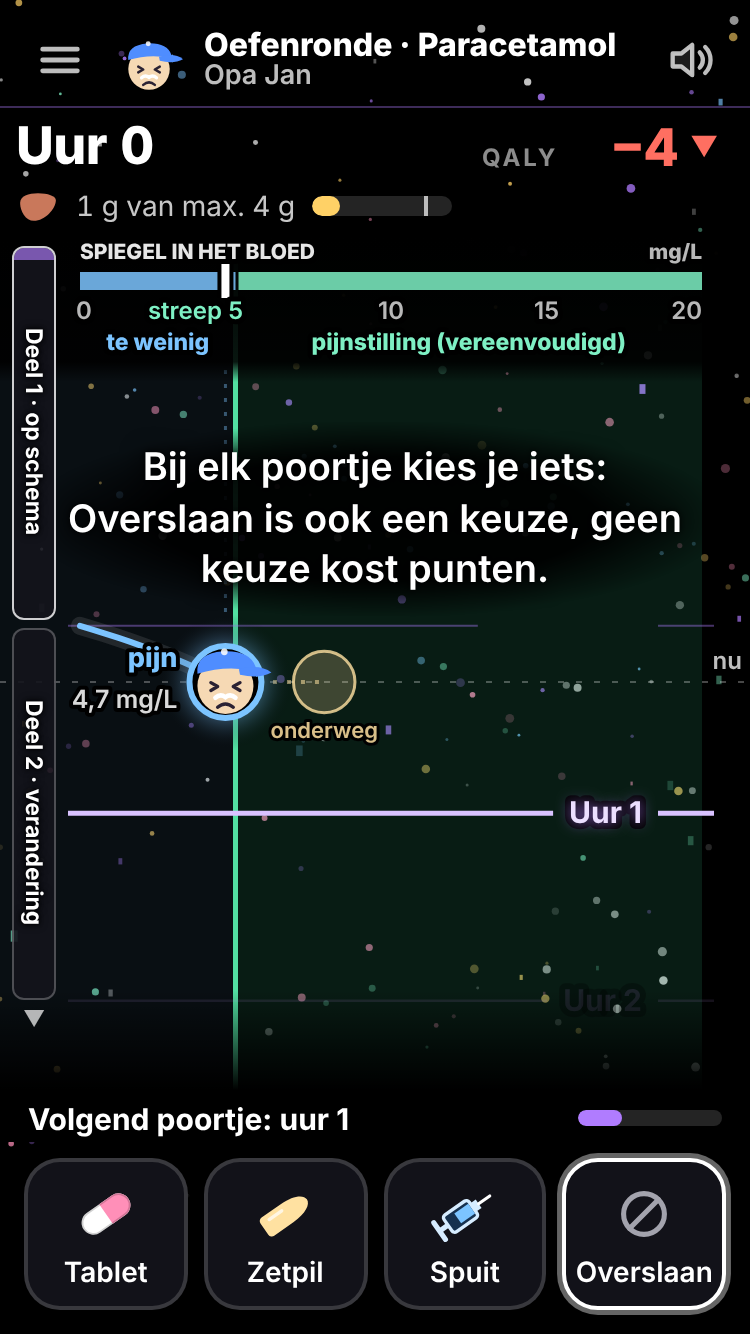 Oefenronde · Paracetamol
Opa Jan
Uur 0
QALY
−4
1 g van max. 4 g
SPIEGEL IN HET BLOED
mg/L
0
streep 5
10
15
20
te weinig
pijnstilling (vereenvoudigd)
Deel 1 · op schema
Bij elk poortje kies je iets:
Overslaan is ook een keuze, geen
keuze kost punten.
pijn
4,7 mg/L
nu
onderweg
Deel 2 · verandering
Uur 1
Uur 2
Volgend poortje: uur 1
Tablet
Zetpil
Spuit
Overslaan